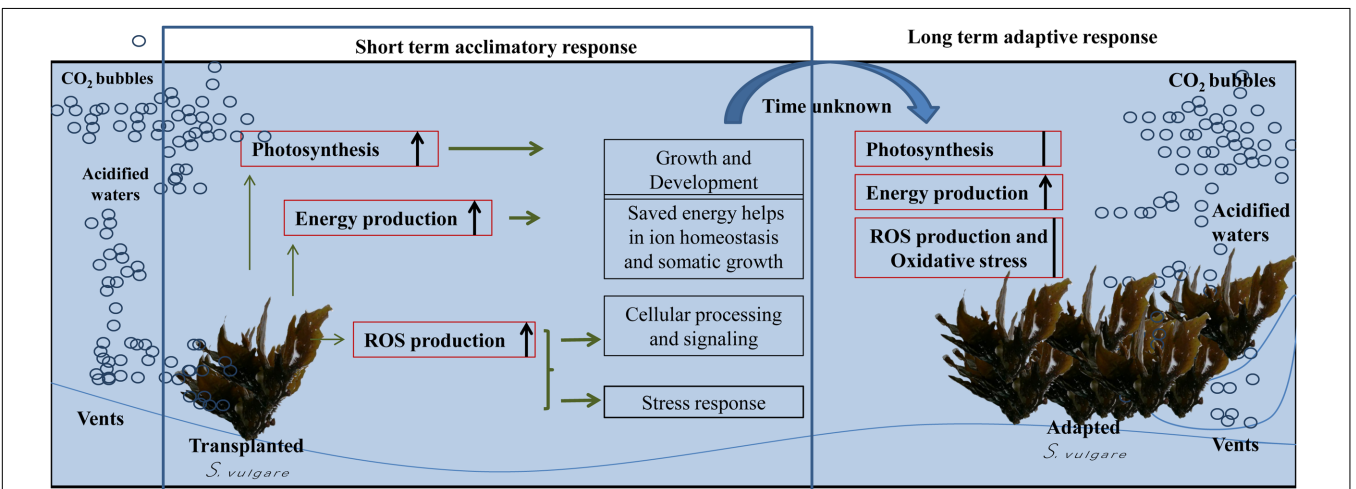 Short term acclimatory response
Long term adaptive response
CO2 bubbles
CO2 bubbles
Time unknown
Photosynthesis
Growth and
Development
Photosynthesis
Acidified
waters
Energy production
Energy production
Saved energy helps
in ion homeostasis
and somatic growth
Acidified
waters
ROS production and
Oxidative stress
ROS production
Cellular processing
and signaling
Stress response
Vents
Transplanted
S. vulgare
Adapted
S. vulgare
Vents